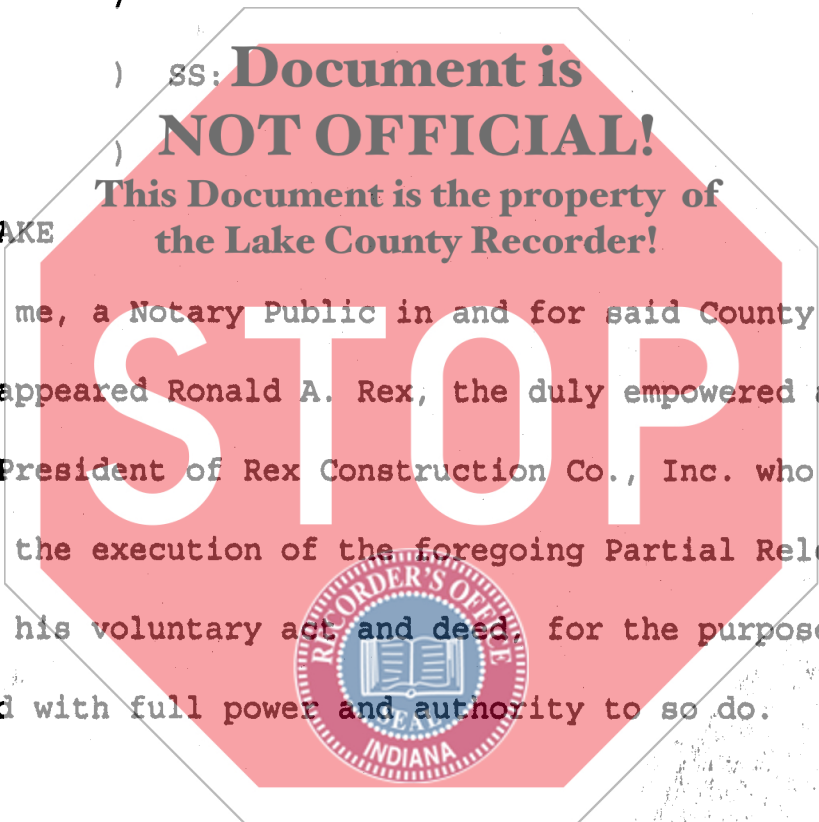 ) SS:
Document is
) NOT OFFICIAL!
This Document is the property of
AKE
the Lake County Recorder!
me, a Notary Public in and for said County
STOP
appeared Ronald A. Rex, the duly empowered
President of Rex Construction Co., Inc. who
the execution of the foregoing Partial Rele
RECORDER'S OFFICE
his voluntary act and deed, for the purpose
d with full power and authority to so do.
SEAL
INDIANA